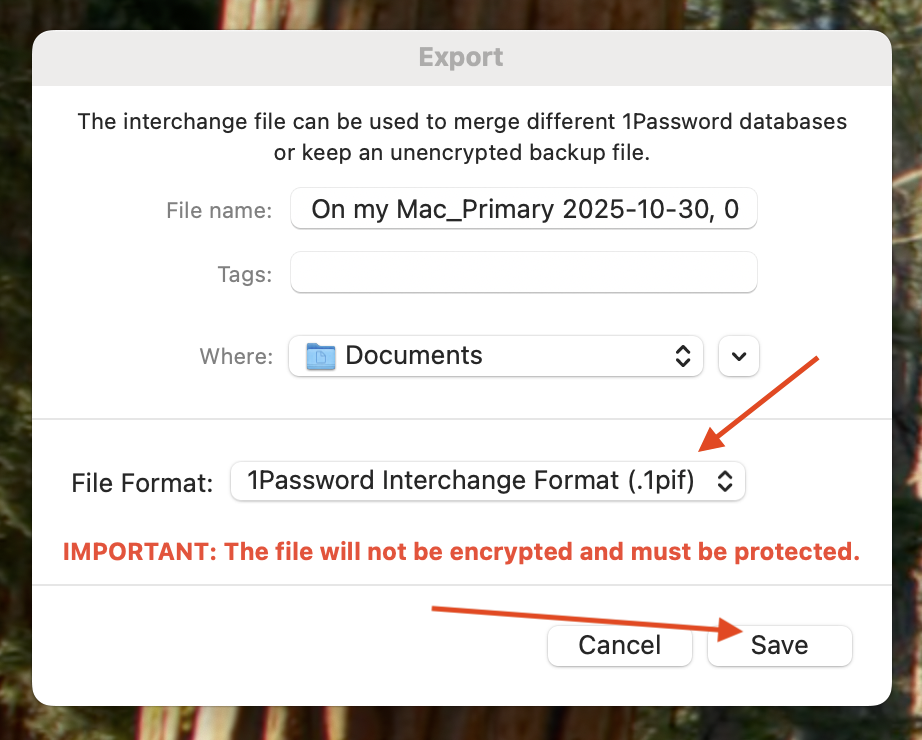 Export
The interchange file can be used to merge different 1Password databases
or keep an unencrypted backup file.
File name: On my Mac_Primary 2025-10-30, 0
Tags:
Where: Documents
File Format: 1Password Interchange Format (.1pif)
IMPORTANT: The file will not be encrypted and must be protected.
Cancel Save